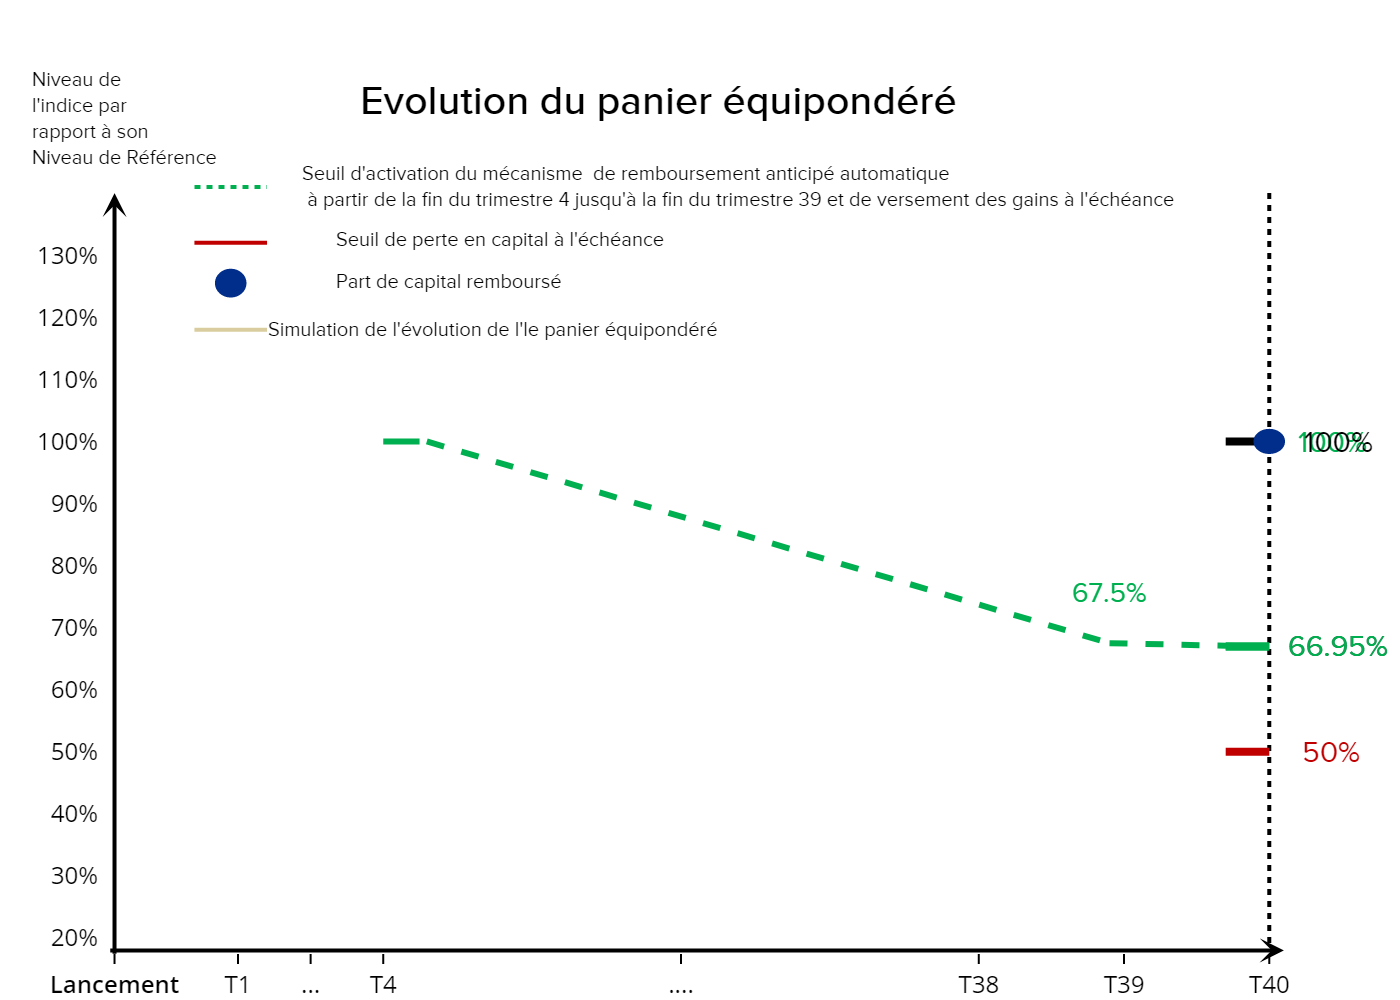 Niveau de
l'indice par
rapport à son
Niveau de Référence
Evolution du panier équipondéré
Seuil d'activation du mécanisme  de remboursement anticipé automatique
à partir de la fin du trimestre 4 jusqu'à la fin du trimestre 39 et de versement des gains à l'échéance
Seuil de perte en capital à l'échéance
Part de capital remboursé
Simulation de l'évolution de l'le panier équipondéré
130%
120%
110%
100%
90%
80%
70%
60%
50%
40%
30%
20%
100%
100%
67.5%
66.95%
50%
Lancement T1 ... T4 .... T38 T39 T40